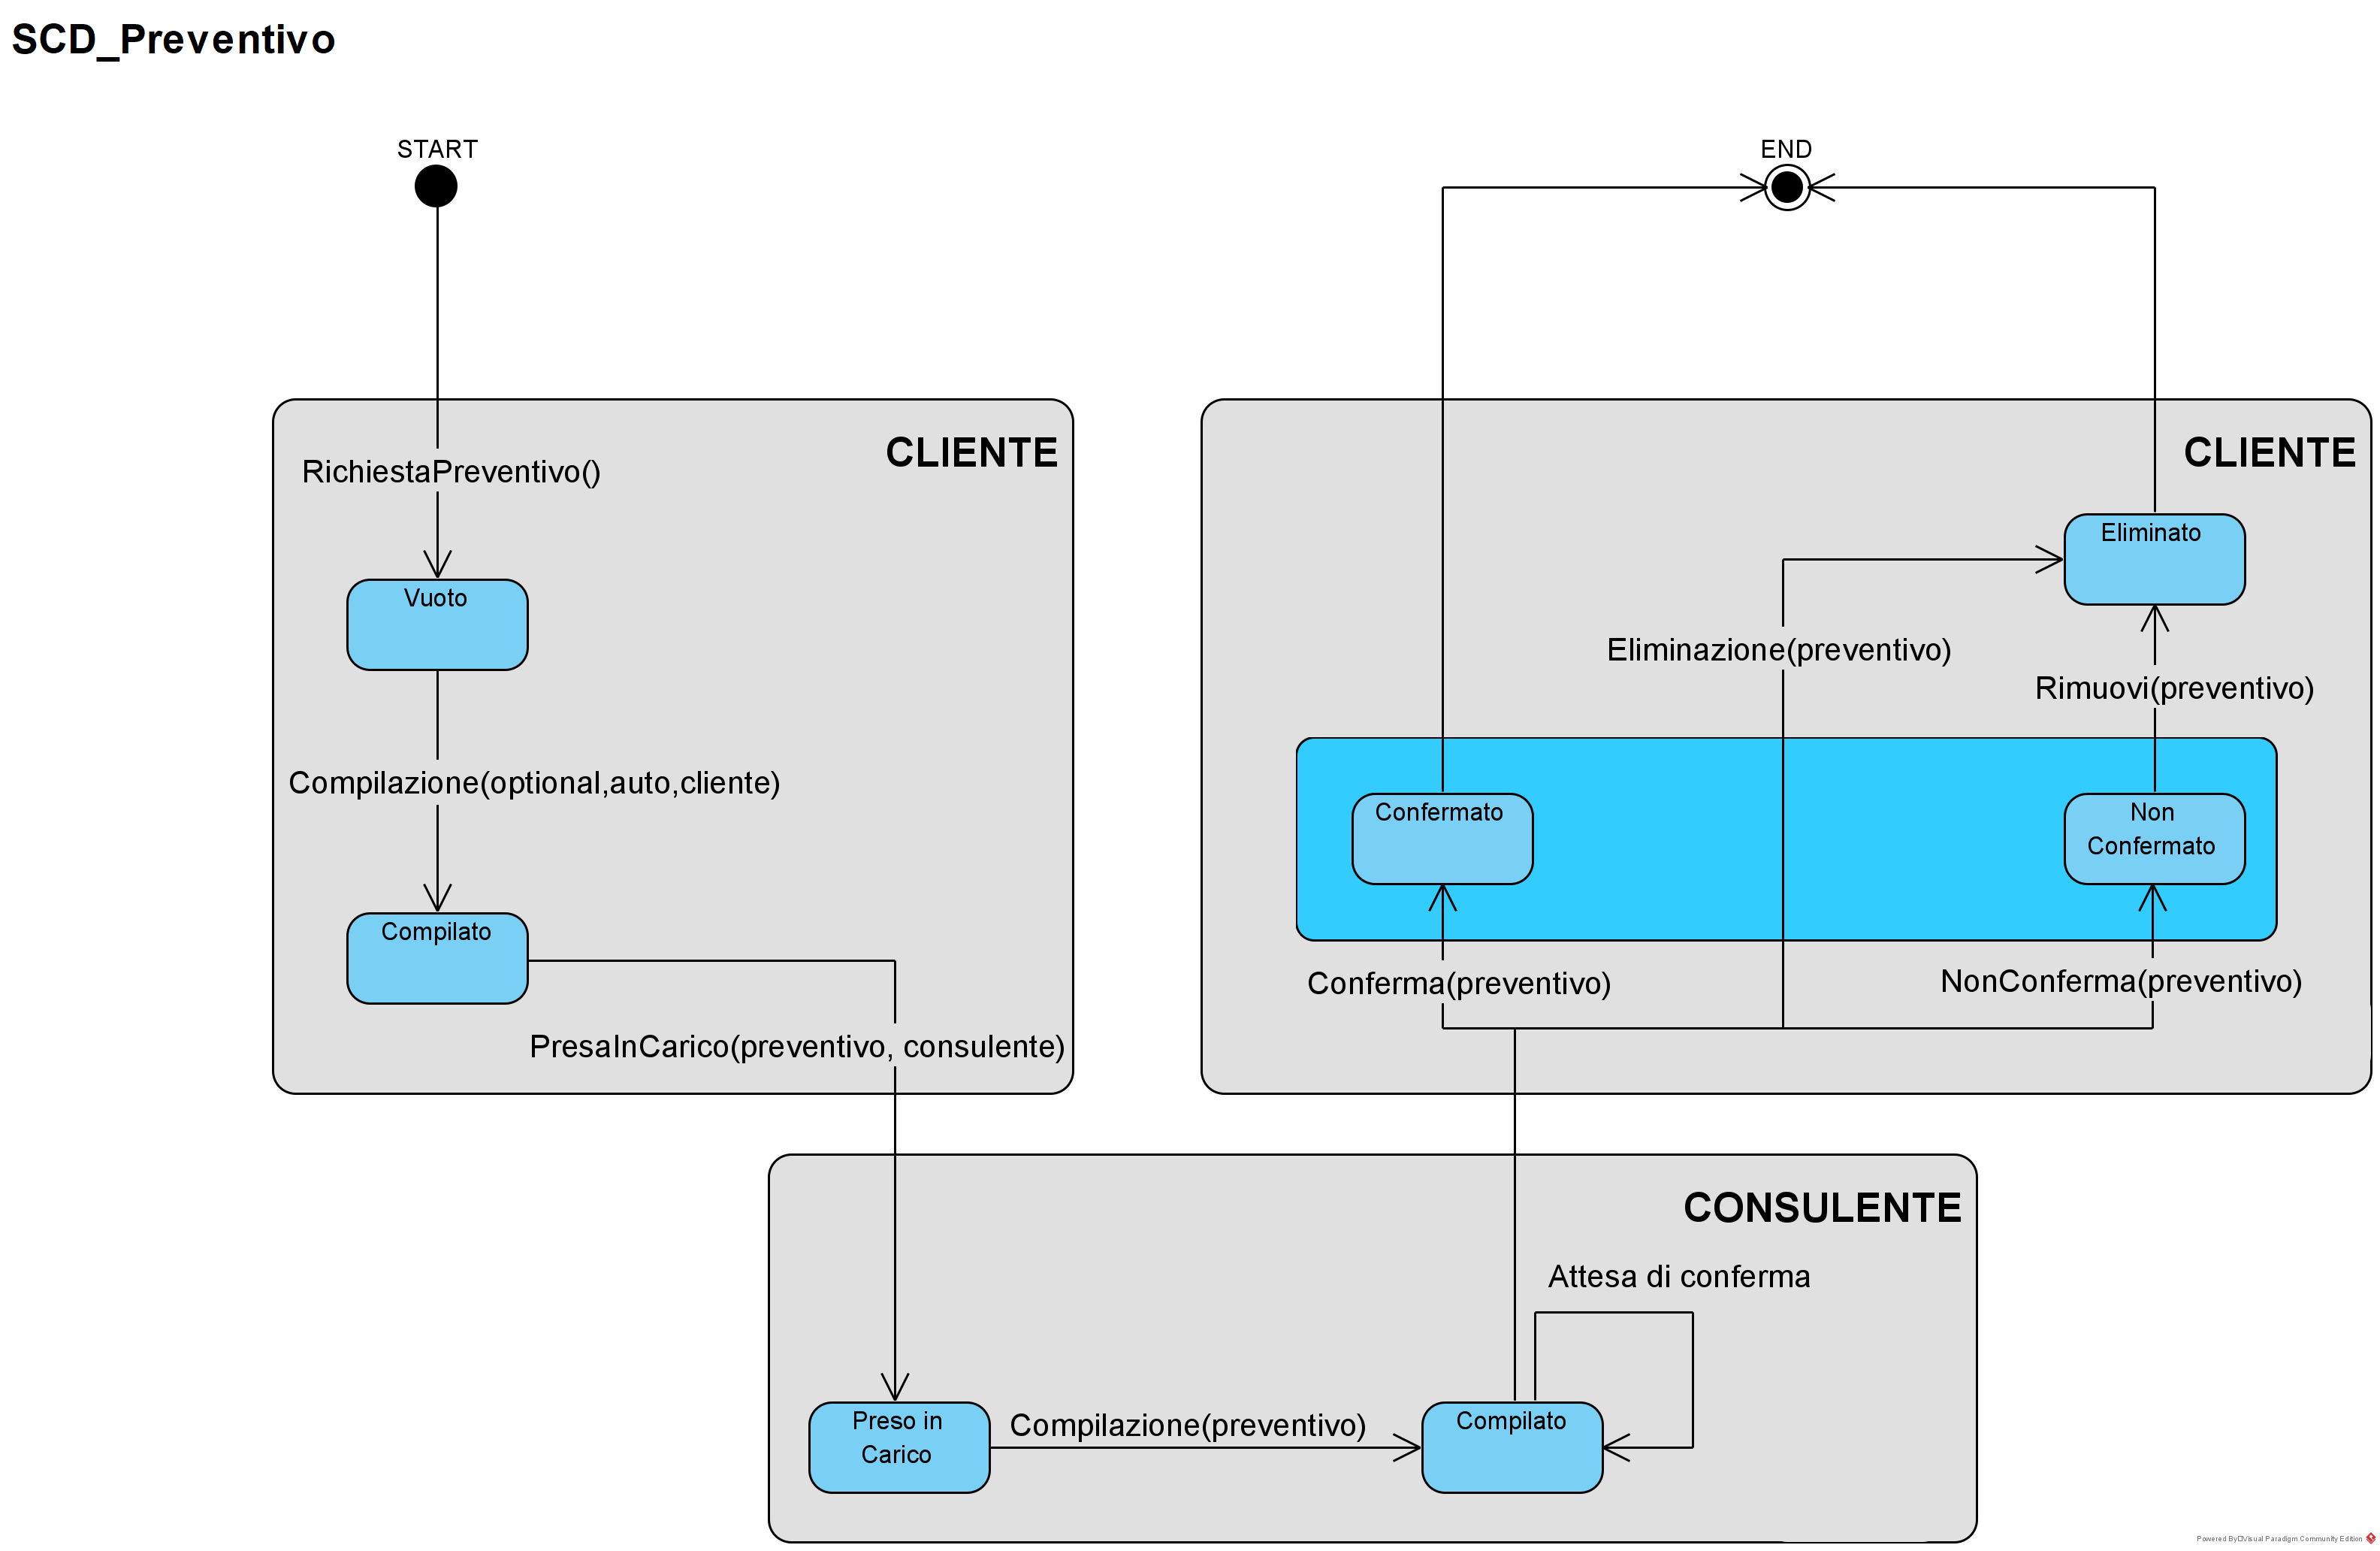 SCD_Preventivo
START
END
CLIENTE
CLIENTE
RichiestaPreventivo()
Eliminato
Vuoto
Eliminazione(preventivo)
Rimuovi(preventivo)
Compilazione(optional,auto,cliente)
Confermato
Non
Confermato
Compilato
Conferma(preventivo)
NonConferma(preventivo)
PresaInCarico(preventivo, consulente)
CONSULENTE
Attesa di conferma
Preso in
Carico
Compilazione(preventivo)
Compilato
Powered By□Visual Paradigm Community Edition